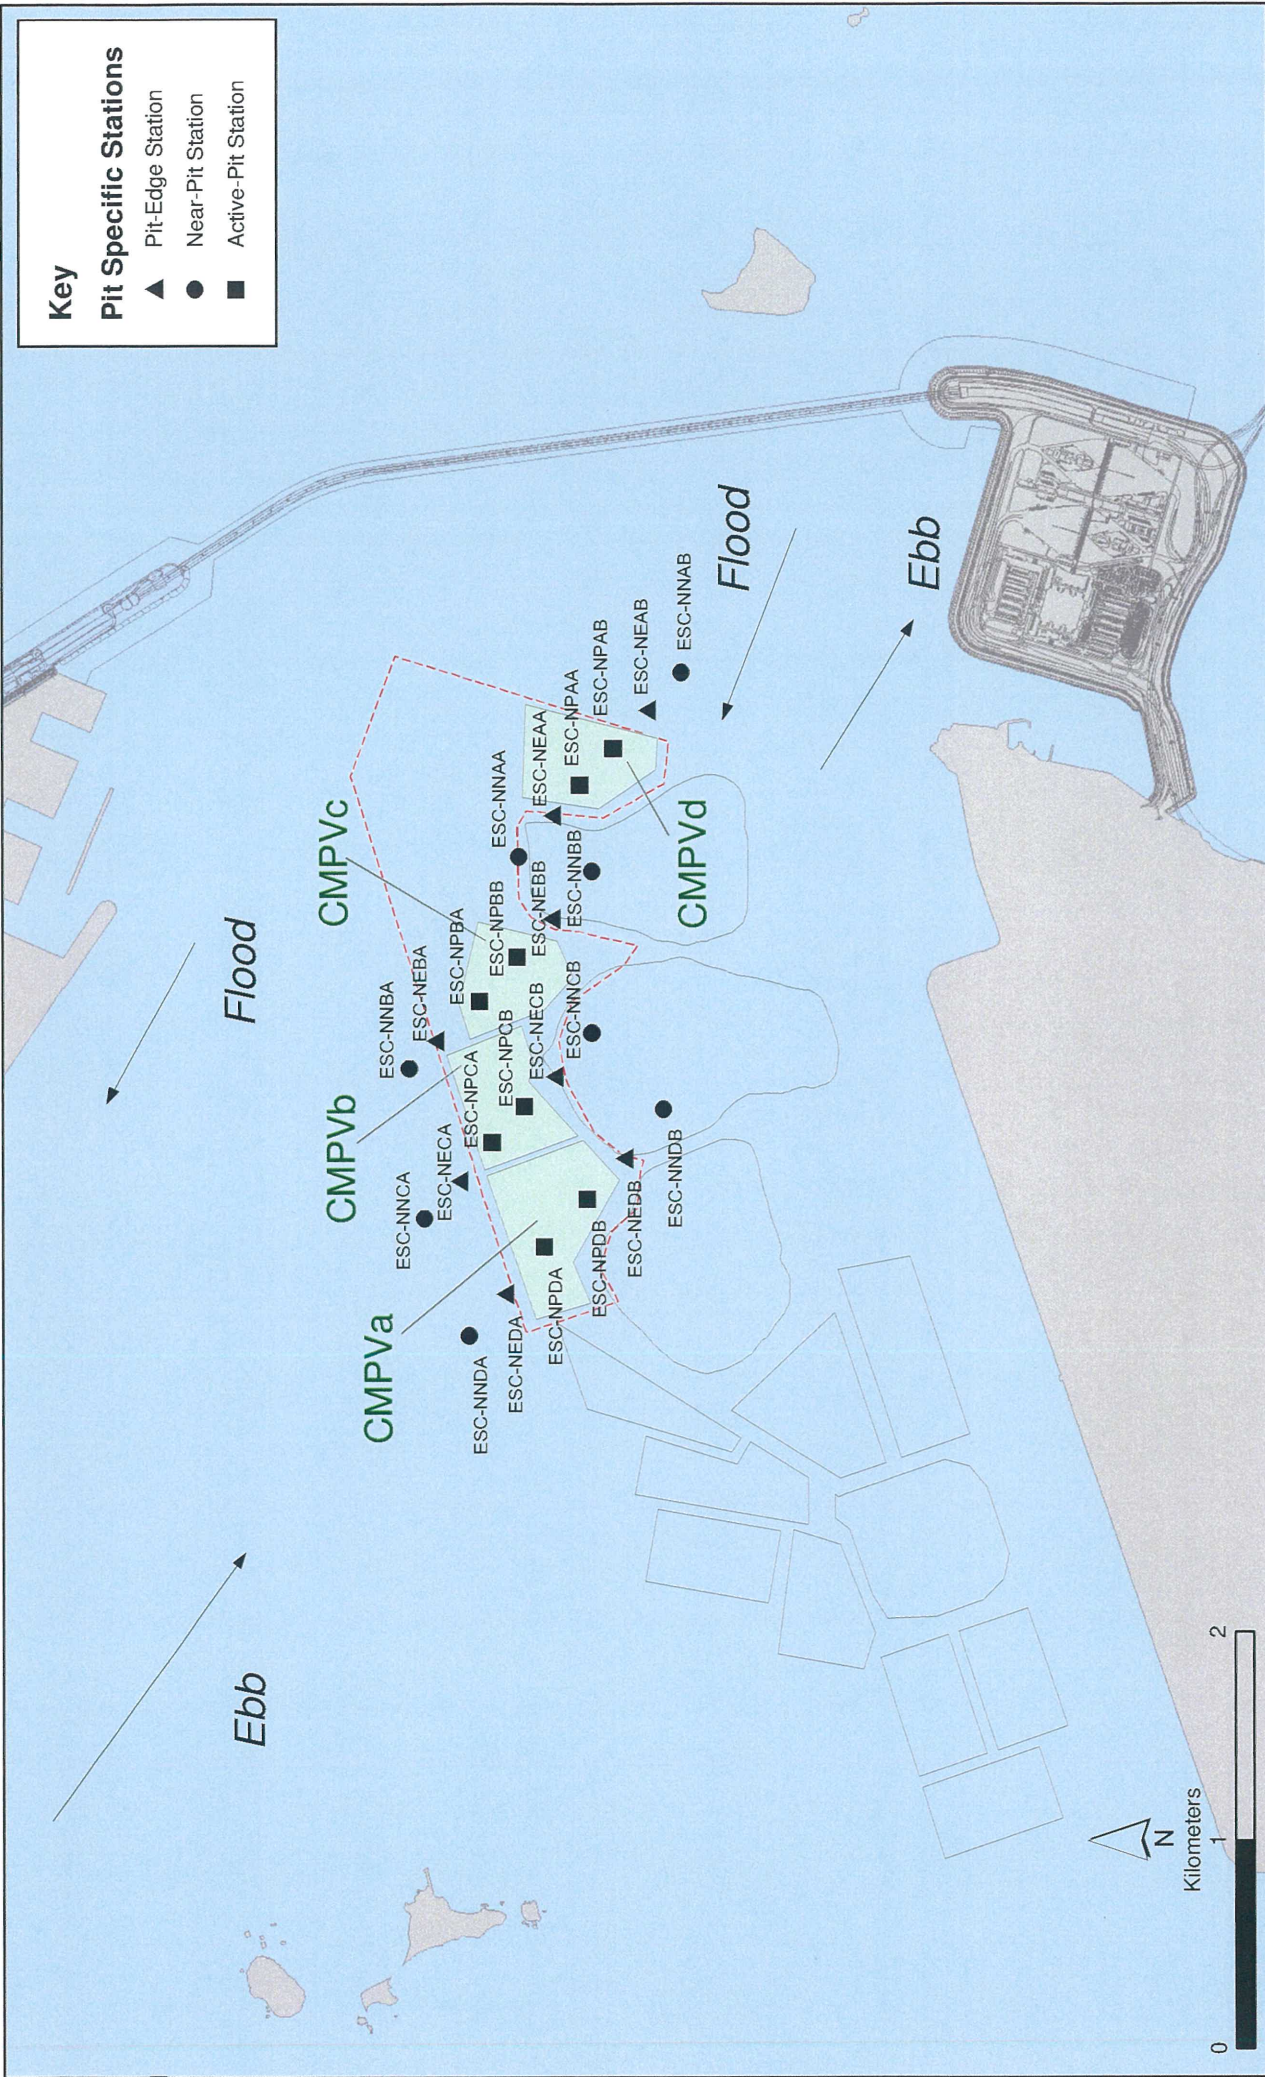 Key
Pit Specific Stations
Pit-Edge Station
Near-Pit Station
Active-Pit Station
Ebb
Flood
CMPVa
CMPVb
CMPVc
ESC-NNDA
ESC-NEDA
ESC-NPDA
ESC-NPDB
ESC-NEDB
ESC-NNDB
ESC-NNCA
ESC-NECA
ESC-NPCA
ESC-NPCB
ESC-NECB
ESC-NNCB
ESC-NNBA
ESC-NEBA
ESC-NPBA
ESC-NPBB
ESC-NEBB
ESC-NNBB
ESC-NNAA
ESC-NEAA
ESC-NPAA
ESC-NPAB
ESC-NEAB
ESC-NNAB
CMPVd
Flood
Ebb
N
Kilometers
0 1 2